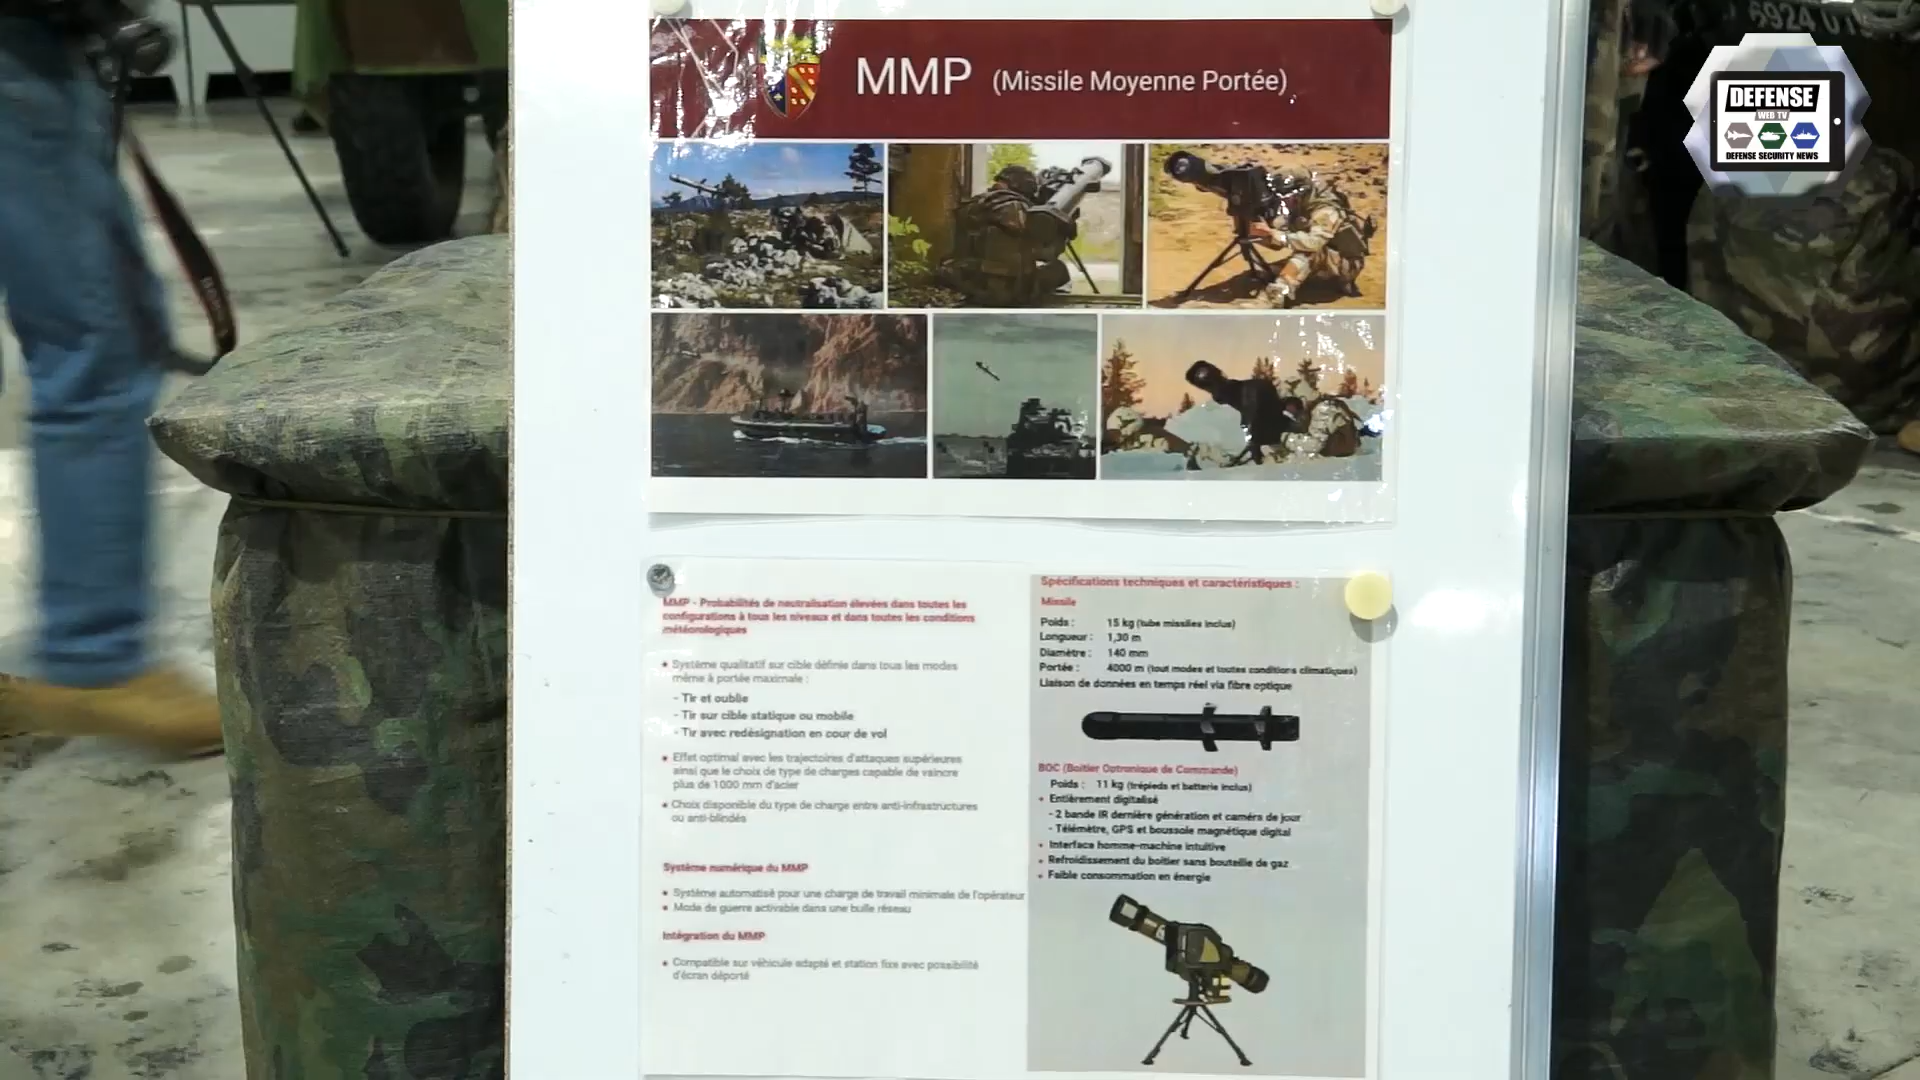 6924 0
DEFENSE
WEB TV
DEFENSE SECURITY NEWS
MMP (Missile Moyenne Portée)
MMP - Probabilités de neutralisation élevées dans toutes les
configurations à tous les niveaux et dans toutes les conditions
météorologiques
• Système qualitatif sur cible définie dans tous les modes
même à portée maximale :
- Tir et oublie
- Tir sur cible statique ou mobile
- Tir avec redésignation en cour de vol
• Effet optimal avec les trajectoires d'attaques supérieures
ainsi que le choix de type de charges capable de vaincre
plus de 1000 mm d'acier
• Choix disponible du type de charge entre anti-infrastructures
ou anti-blindés
Système numérique du MMP
• Système automatisé pour une charge de travail minimale de l'opérateur
• Mode de guerre activable dans une bulle réseau
Intégration du MMP
• Compatible sur véhicule adapté et station fixe avec possibilité
d'écran déporté
Spécifications techniques et caractéristiques :
Missile
Poids : 15 kg (tube missiles inclus)
Longueur : 1,30 m
Diamètre : 140 mm
Portée : 4000 m (tout modes et toutes conditions climatiques)
Liaison de données en temps réel via fibre optique
BOC (Boitier Optronique de Commande)
Poids : 11 kg (trépieds et batterie inclus)
• Entièrement digitalisé
- 2 bande IR dernière génération et caméra de jour
- Télémètre, GPS et boussole magnétique digital
• Interface homme-machine intuitive
• Refroidissement du boitier sans bouteille de gaz
• Faible consommation en énergie